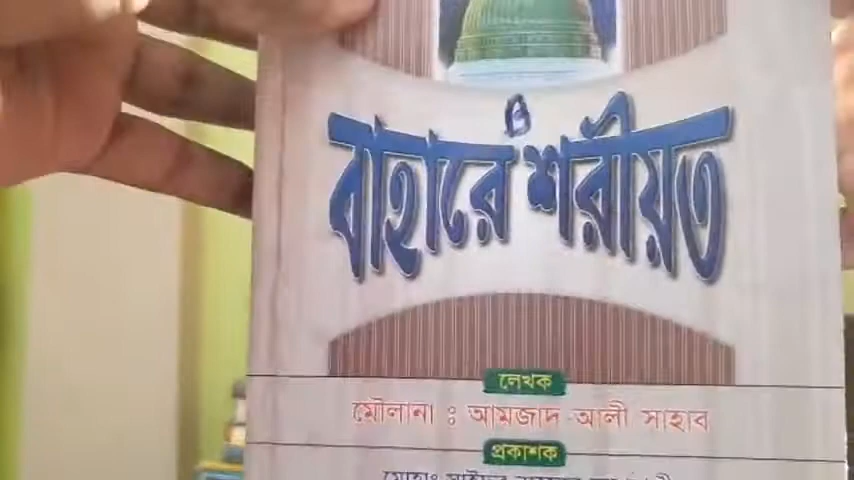 বাহারে শরীয়ত
লেখক
মৌলানা : আমজাদ আলী সাহাব
প্রকাশক
মোহাঃ